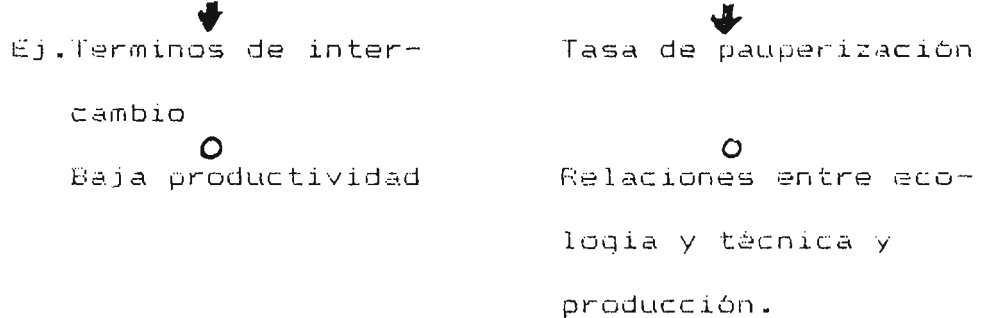 Ej. Terminos de inter-
cambio
Baja productividad
Tasa de pauperización
Relaciones entre eco-
logia y técnica y
producción.